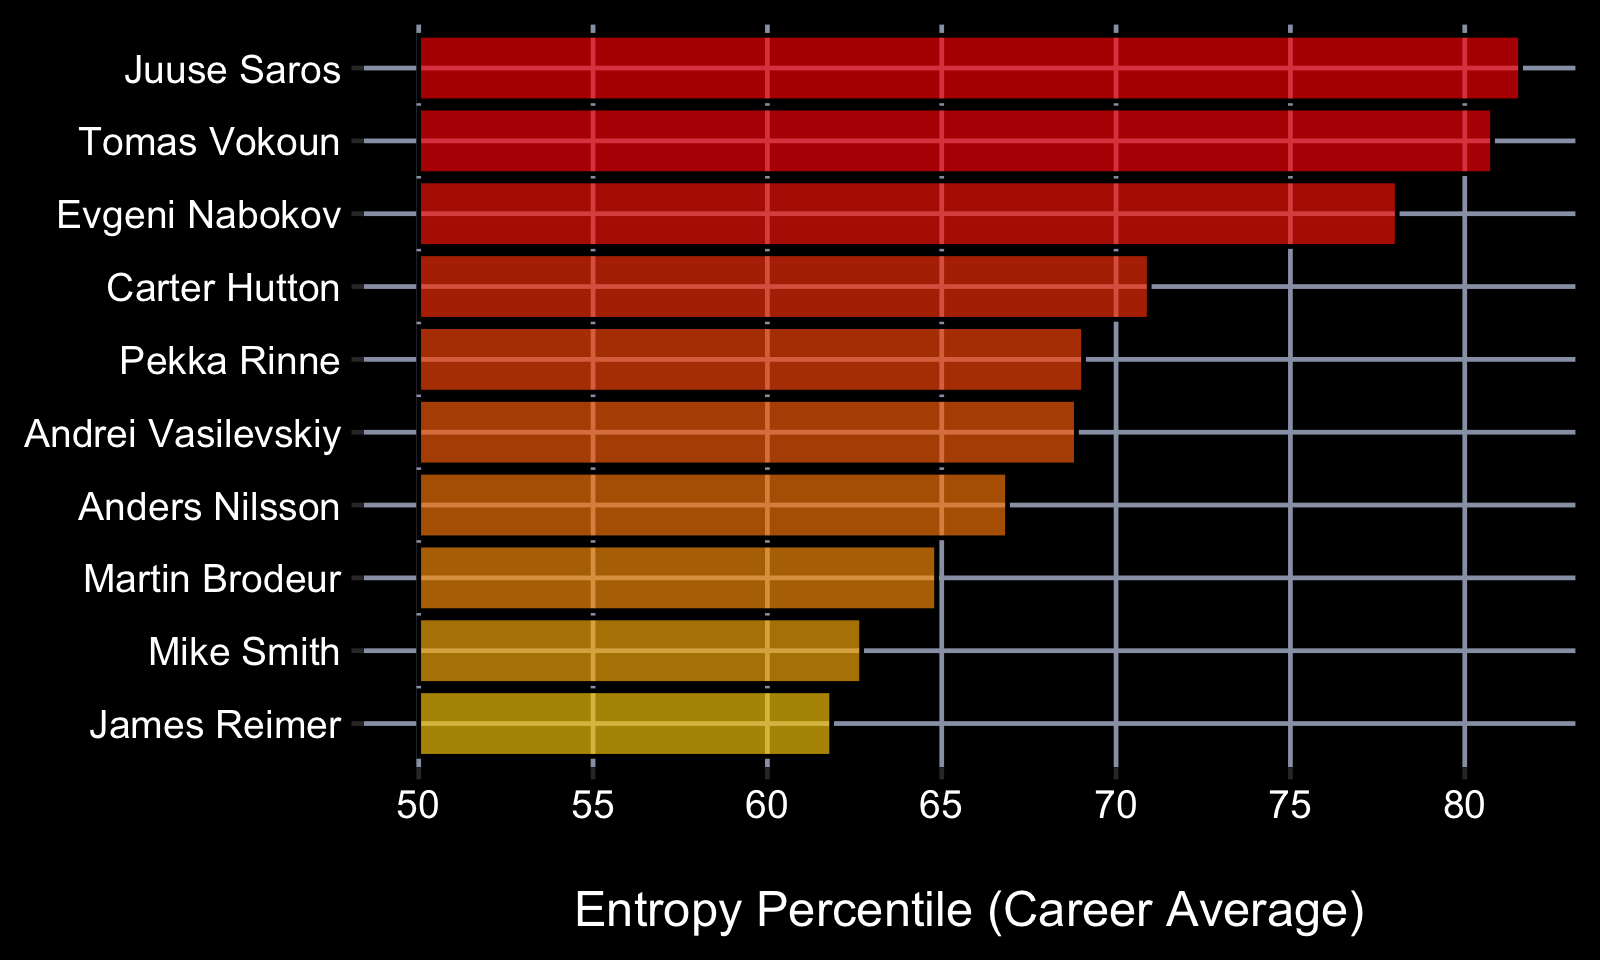 Juuse Saros
Tomas Vokoun
Evgeni Nabokov
Carter Hutton
Pekka Rinne
Andrei Vasilevskiy
Anders Nilsson
Martin Brodeur
Mike Smith
James Reimer
50 55 60 65 70 75 80
Entropy Percentile (Career Average)